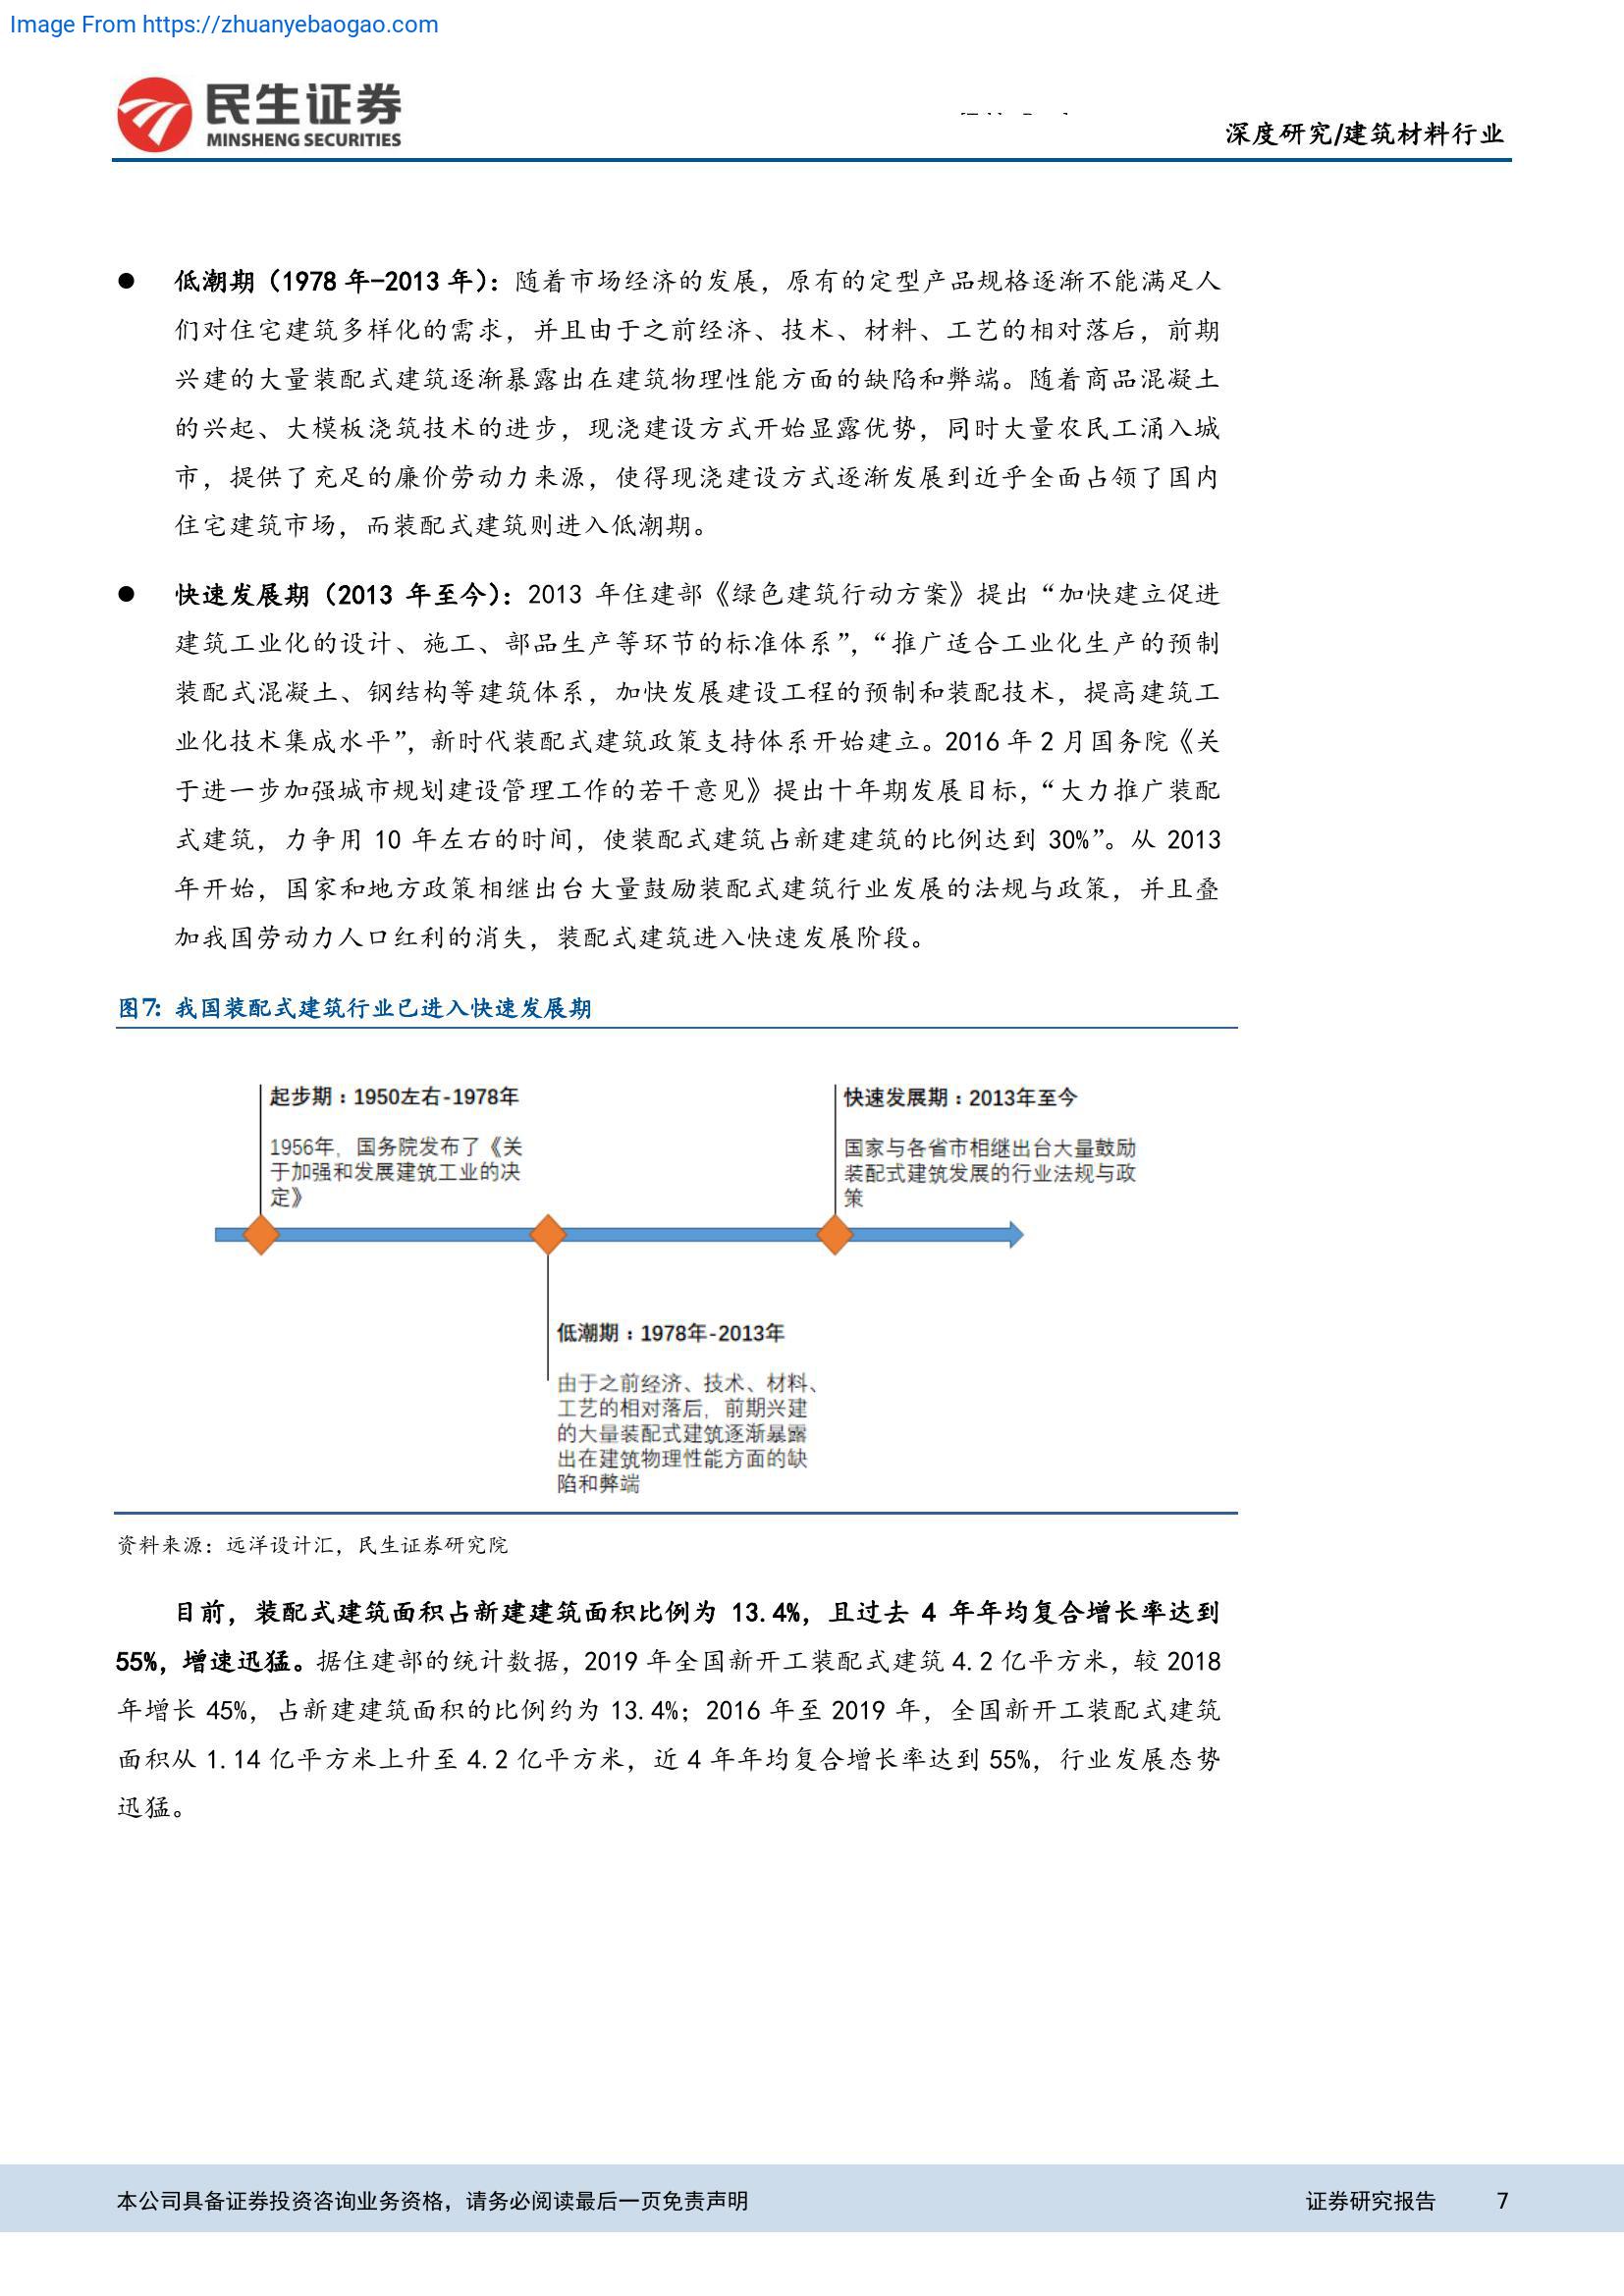 Image From https://zhuanyebaogao.com
民生证券
MINSHENG SECURITIES
深度研究/建筑材料行业
● 低潮期（1978 年-2013 年）：随着市场经济的发展，原有的定型产品规格逐渐不能满足人
们对住宅建筑多样化的需求，并且由于之前经济、技术、材料、工艺的相对落后，前期
兴建的大量装配式建筑逐渐暴露出在建筑物理性能方面的缺陷和弊端。随着商品混凝土
的兴起、大模板浇筑技术的进步，现浇建设方式开始显露优势，同时大量农民工涌入城
市，提供了充足的廉价劳动力来源，使得现浇建设方式逐渐发展到近乎全面占领了国内
住宅建筑市场，而装配式建筑则进入低潮期。
● 快速发展期（2013 年至今）：2013 年住建部《绿色建筑行动方案》提出“加快建立促进
建筑工业化的设计、施工、部品生产等环节的标准体系”，“推广适合工业化生产的预制
装配式混凝土、钢结构等建筑体系，加快发展建设工程的预制和装配技术，提高建筑工
业化技术集成水平”，新时代装配式建筑政策支持体系开始建立。2016 年 2 月国务院《关
于进一步加强城市规划建设管理工作的若干意见》提出十年期发展目标，“大力推广装配
式建筑，力争用 10 年左右的时间，使装配式建筑占新建建筑的比例达到 30%”。从 2013
年开始，国家和地方政策相继出台大量鼓励装配式建筑行业发展的法规与政策，并且叠
加我国劳动力人口红利的消失，装配式建筑进入快速发展阶段。
图7：我国装配式建筑行业已进入快速发展期
起步期：1950左右-1978年
1956年，国务院发布了《关
于加强和发展建筑工业的决
定》
快速发展期：2013年至今
国家与各省市相继出台大量鼓励
装配式建筑发展的行业法规与政
策
低潮期：1978年-2013年
由于之前经济、技术、材料、
工艺的相对落后，前期兴建
的大量装配式建筑逐渐暴露
出在建筑物理性能方面的缺
陷和弊端
资料来源：远洋设计汇，民生证券研究院
目前，装配式建筑面积占新建建筑面积比例为 13.4%，且过去 4 年年均复合增长率达到
55%，增速迅猛。据住建部的统计数据，2019 年全国新开工装配式建筑 4.2 亿平方米，较 2018
年增长 45%，占新建建筑面积的比例约为 13.4%；2016 年至 2019 年，全国新开工装配式建筑
面积从 1.14 亿平方米上升至 4.2 亿平方米，近 4 年年均复合增长率达到 55%，行业发展态势
迅猛。
本公司具备证券投资咨询业务资格，请务必阅读最后一页免责声明
证券研究报告 7